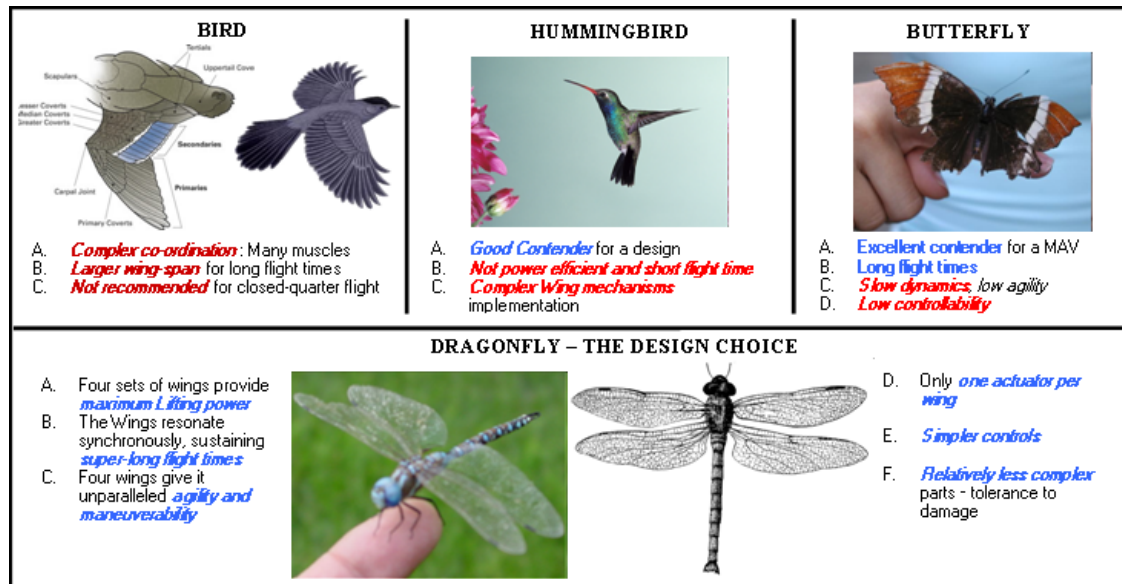 BIRD
Tertials
Uppertail Cove
Scapulars
esser Coverts
Median Coverts
Greater Coverts
Secondaries
Carpal Joint
Primaries
Primary Coverts
A. Complex co-ordination : Many muscles
B. Larger wing-span for long flight times
C. Not recommended for closed-quarter flight
HUMMINGBIRD
A. Good Contender for a design
B. Not power efficient and short flight time
C. Complex Wing mechanisms
implementation
BUTTERFLY
A. Excellent contender for a MAV
B. Long flight times
C. Slow dynamics, low agility
D. Low controllability
DRAGONFLY – THE DESIGN CHOICE
A. Four sets of wings provide
maximum Lifting power
B. The Wings resonate
synchronously, sustaining
super-long flight times
C. Four wings give it
unparalleled agility and
maneuverability
D. Only one actuator per
wing
E. Simpler controls
F. Relatively less complex
parts - tolerance to
damage